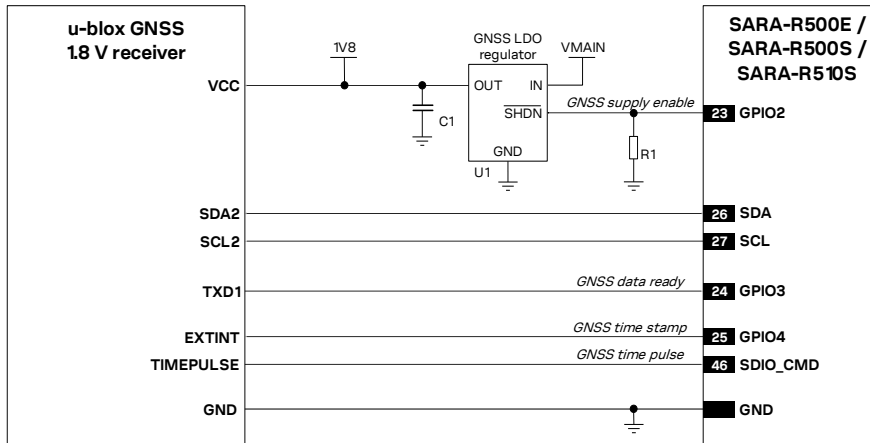 u-blox GNSS
1.8 V receiver
SARA-R500E /
SARA-R500S /
SARA-R510S
GNSS LDO
regulator
1V8
VMAIN
VCC
OUT
IN
SHDN
GND
U1
C1
GNSS supply enable
R1
23 GPIO2
SDA2
26 SDA
SCL2
27 SCL
TXD1
GNSS data ready
24 GPIO3
EXTINT
GNSS time stamp
25 GPIO4
TIMEPULSE
GNSS time pulse
46 SDIO_CMD
GND
GND